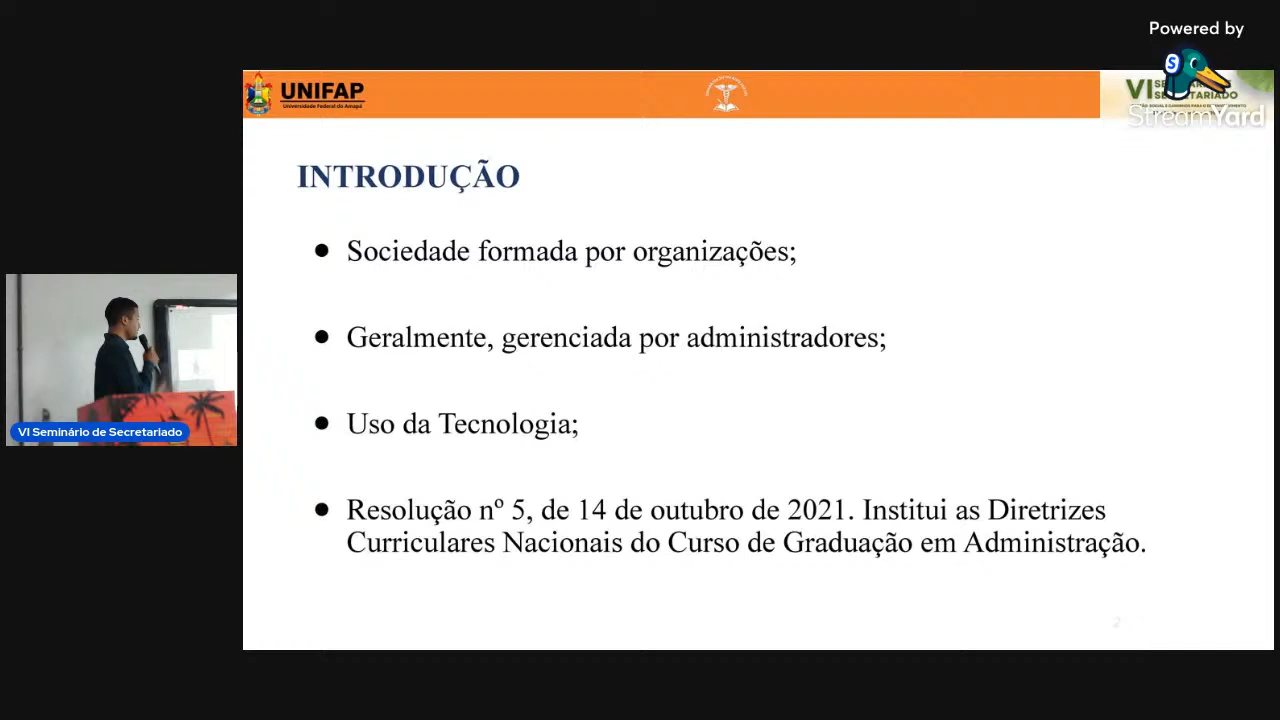 Powered by
StreamYard
UNIFAP
Universidade Federal do Amapá
VI
INTRODUÇÃO
● Sociedade formada por organizações;
● Geralmente, gerenciada por administradores;
● Uso da Tecnologia;
● Resolução nº 5, de 14 de outubro de 2021. Institui as Diretrizes
Curriculares Nacionais do Curso de Graduação em Administração.
2
VI Seminário de Secretariado